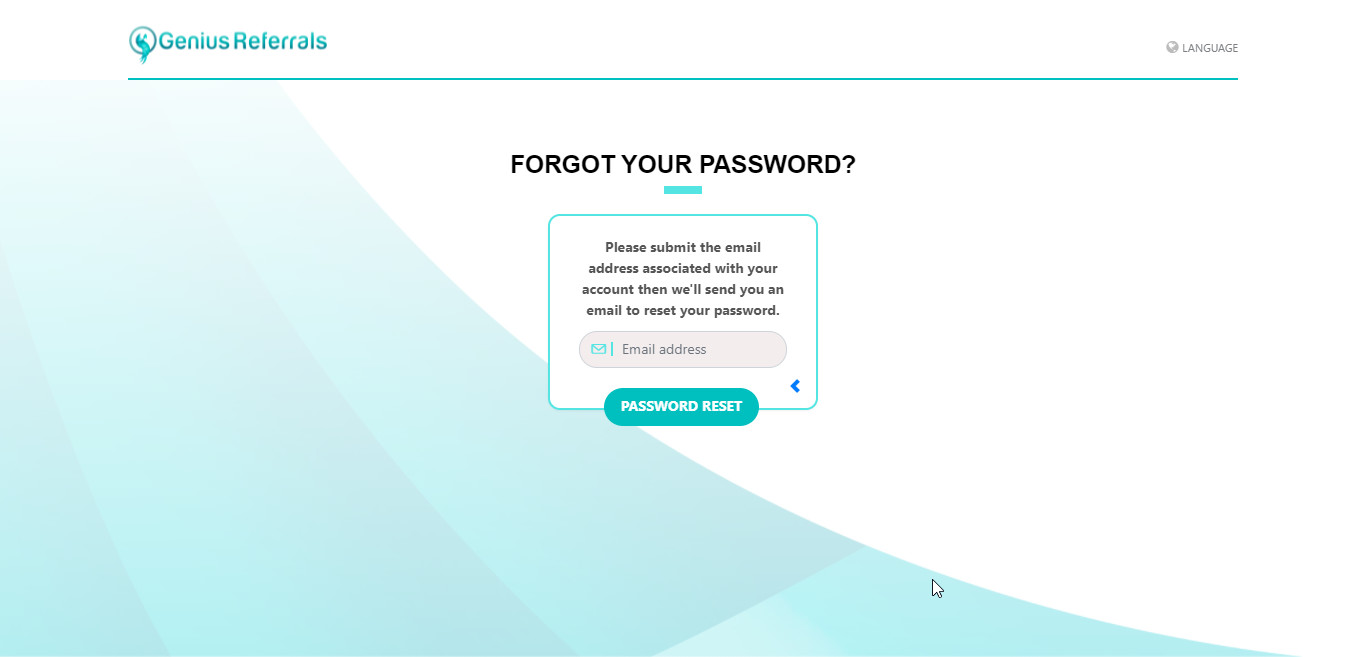 Genius Referrals
LANGUAGE
FORGOT YOUR PASSWORD?
Please submit the email
address associated with your
account then we'll send you an
email to reset your password.
Email address
PASSWORD RESET